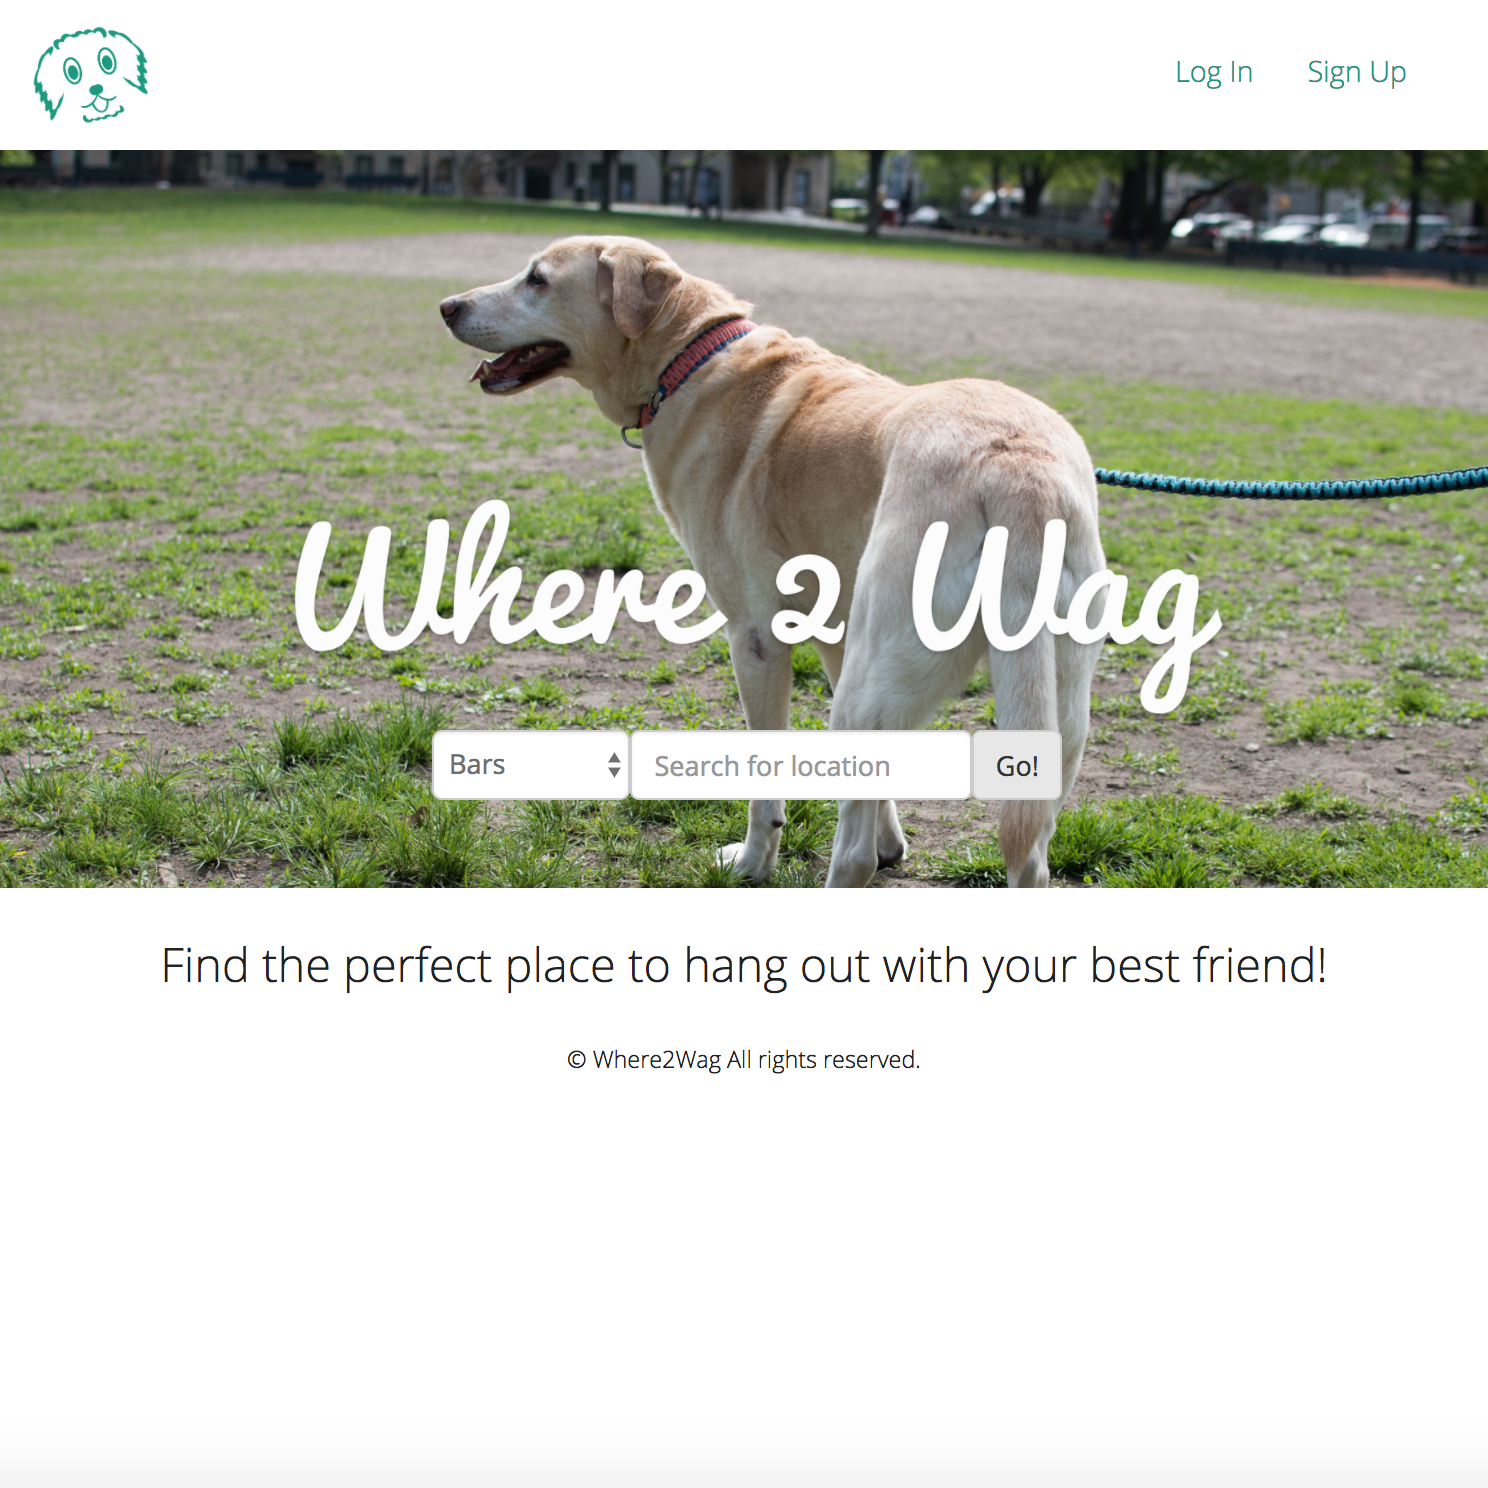 Log In Sign Up
Where 2 Wag
Bars Search for location Go!
Find the perfect place to hang out with your best friend!
© Where2Wag All rights reserved.